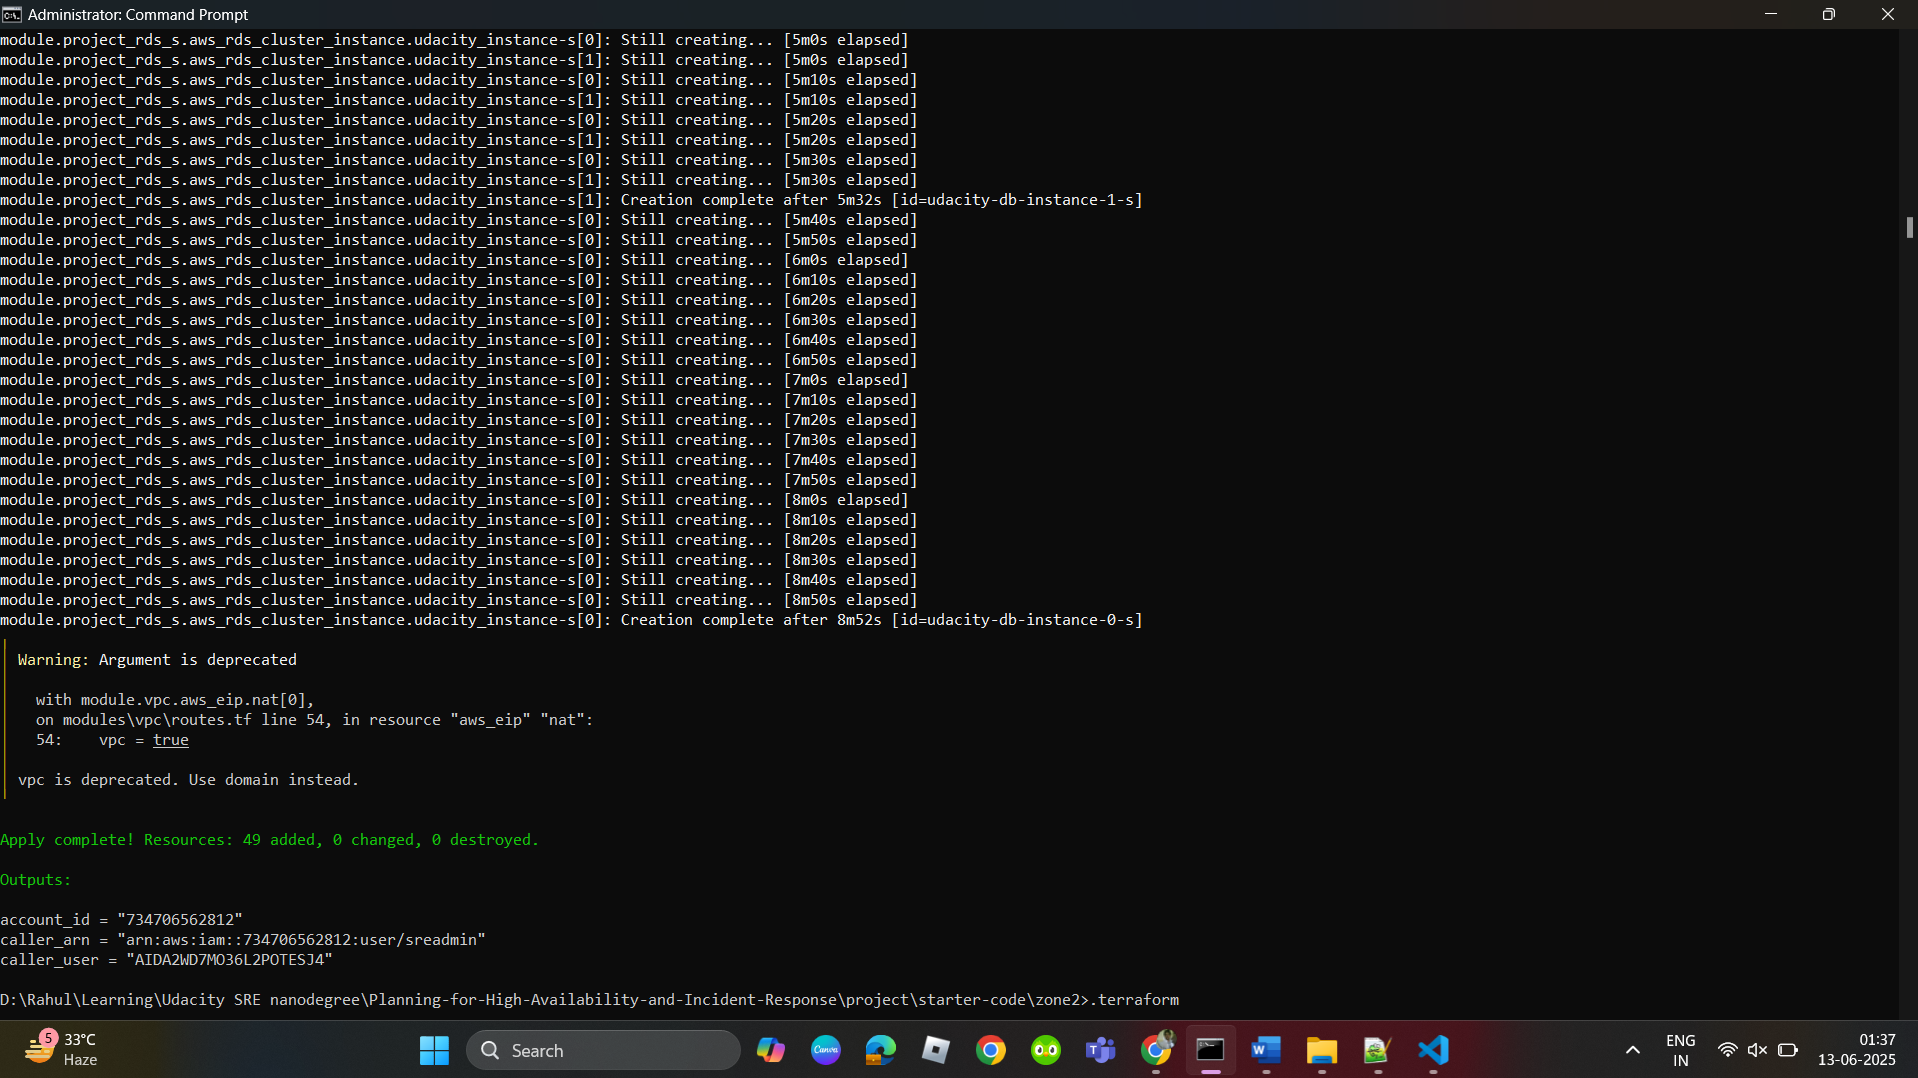 Administrator: Command Prompt
module.project_rds_s.aws_rds_cluster_instance.udacity_instance-s[0]: Still creating... [5m0s elapsed]
module.project_rds_s.aws_rds_cluster_instance.udacity_instance-s[1]: Still creating... [5m0s elapsed]
module.project_rds_s.aws_rds_cluster_instance.udacity_instance-s[0]: Still creating... [5m10s elapsed]
module.project_rds_s.aws_rds_cluster_instance.udacity_instance-s[1]: Still creating... [5m10s elapsed]
module.project_rds_s.aws_rds_cluster_instance.udacity_instance-s[0]: Still creating... [5m20s elapsed]
module.project_rds_s.aws_rds_cluster_instance.udacity_instance-s[1]: Still creating... [5m20s elapsed]
module.project_rds_s.aws_rds_cluster_instance.udacity_instance-s[0]: Still creating... [5m30s elapsed]
module.project_rds_s.aws_rds_cluster_instance.udacity_instance-s[1]: Still creating... [5m30s elapsed]
module.project_rds_s.aws_rds_cluster_instance.udacity_instance-s[1]: Creation complete after 5m32s [id=udacity-db-instance-1-s]
module.project_rds_s.aws_rds_cluster_instance.udacity_instance-s[0]: Still creating... [5m40s elapsed]
module.project_rds_s.aws_rds_cluster_instance.udacity_instance-s[0]: Still creating... [5m50s elapsed]
module.project_rds_s.aws_rds_cluster_instance.udacity_instance-s[0]: Still creating... [6m0s elapsed]
module.project_rds_s.aws_rds_cluster_instance.udacity_instance-s[0]: Still creating... [6m10s elapsed]
module.project_rds_s.aws_rds_cluster_instance.udacity_instance-s[0]: Still creating... [6m20s elapsed]
module.project_rds_s.aws_rds_cluster_instance.udacity_instance-s[0]: Still creating... [6m30s elapsed]
module.project_rds_s.aws_rds_cluster_instance.udacity_instance-s[0]: Still creating... [6m40s elapsed]
module.project_rds_s.aws_rds_cluster_instance.udacity_instance-s[0]: Still creating... [6m50s elapsed]
module.project_rds_s.aws_rds_cluster_instance.udacity_instance-s[0]: Still creating... [7m0s elapsed]
module.project_rds_s.aws_rds_cluster_instance.udacity_instance-s[0]: Still creating... [7m10s elapsed]
module.project_rds_s.aws_rds_cluster_instance.udacity_instance-s[0]: Still creating... [7m20s elapsed]
module.project_rds_s.aws_rds_cluster_instance.udacity_instance-s[0]: Still creating... [7m30s elapsed]
module.project_rds_s.aws_rds_cluster_instance.udacity_instance-s[0]: Still creating... [7m40s elapsed]
module.project_rds_s.aws_rds_cluster_instance.udacity_instance-s[0]: Still creating... [7m50s elapsed]
module.project_rds_s.aws_rds_cluster_instance.udacity_instance-s[0]: Still creating... [8m0s elapsed]
module.project_rds_s.aws_rds_cluster_instance.udacity_instance-s[0]: Still creating... [8m10s elapsed]
module.project_rds_s.aws_rds_cluster_instance.udacity_instance-s[0]: Still creating... [8m20s elapsed]
module.project_rds_s.aws_rds_cluster_instance.udacity_instance-s[0]: Still creating... [8m30s elapsed]
module.project_rds_s.aws_rds_cluster_instance.udacity_instance-s[0]: Still creating... [8m40s elapsed]
module.project_rds_s.aws_rds_cluster_instance.udacity_instance-s[0]: Still creating... [8m50s elapsed]
module.project_rds_s.aws_rds_cluster_instance.udacity_instance-s[0]: Creation complete after 8m52s [id=udacity-db-instance-0-s]
Warning: Argument is deprecated
with module.vpc.aws_eip.nat[0],
on modules\vpc\routes.tf line 54, in resource "aws_eip" "nat":
54: vpc = true
vpc is deprecated. Use domain instead.
Apply complete! Resources: 49 added, 0 changed, 0 destroyed.
Outputs:
account_id = "734706562812"
caller_arn = "arn:aws:iam::734706562812:user/sreadmin"
caller_user = "AIDA2WD7MO36L2POTESJ4"
D:\Rahul\Learning\Udacity SRE nanodegree\Planning-for-High-Availability-and-Incident-Response\project\starter-code\zone2>.terraform
5
33°C
Haze
Search
Canva
ENG
IN
01:37
13-06-2025